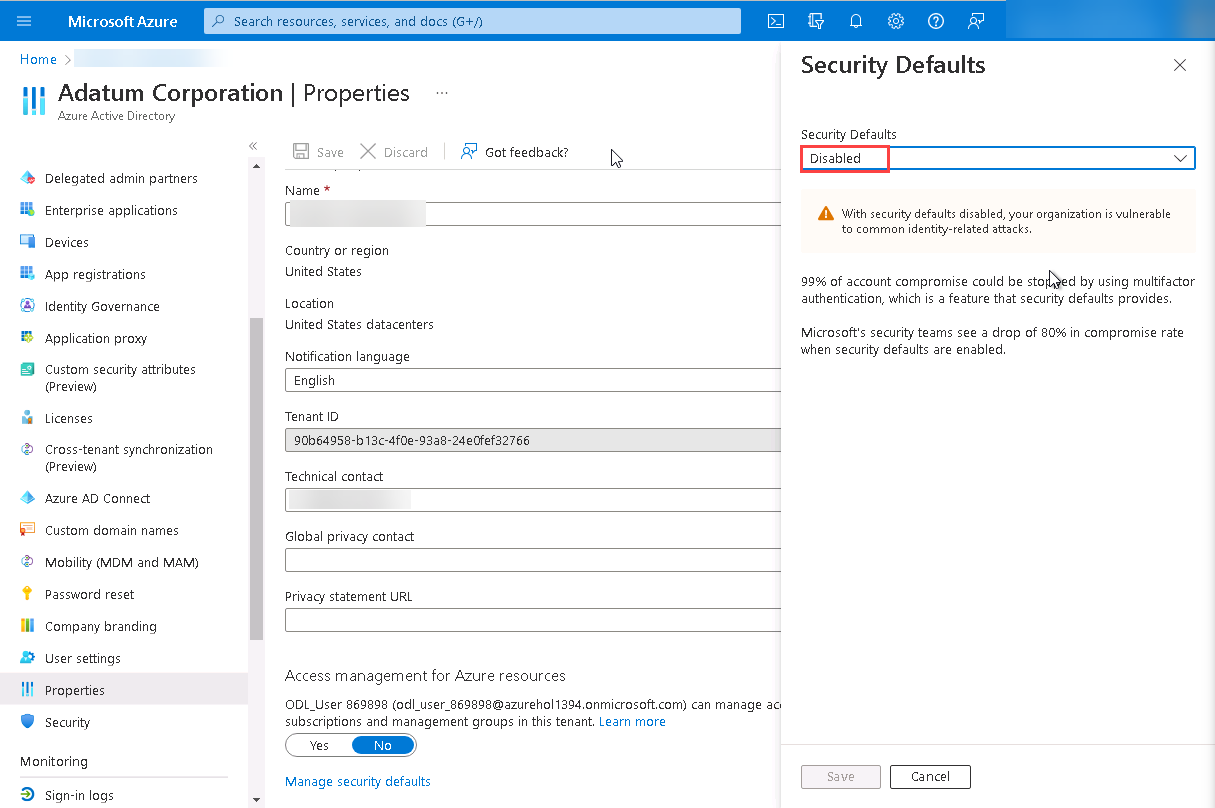 Microsoft Azure
Search resources, services, and docs (G+/)
Home
Adatum Corporation | Properties
...
Azure Active Directory
«
Delegated admin partners
Enterprise applications
Devices
App registrations
Identity Governance
Application proxy
Custom security attributes
(Preview)
Licenses
Cross-tenant synchronization
(Preview)
Azure AD Connect
Custom domain names
Mobility (MDM and MAM)
Password reset
Company branding
User settings
Properties
Security
Monitoring
Sign-in logs
Save
Discard
Got feedback?
Name *
Country or region
United States
Location
United States datacenters
Notification language
English
Tenant ID
90b64958-b13c-4f0e-93a8-24e0fef32766
Technical contact
Global privacy contact
Privacy statement URL
Access management for Azure resources
ODL_User 869898 (odl_user_869898@azurehol1394.onmicrosoft.com) can manage acc
subscriptions and management groups in this tenant. Learn more
Yes No
Manage security defaults
Security Defaults
Security Defaults
Disabled
With security defaults disabled, your organization is vulnerable
to common identity-related attacks.
99% of account compromise could be stopped by using multifactor
authentication, which is a feature that security defaults provides.
Microsoft's security teams see a drop of 80% in compromise rate
when security defaults are enabled.
Save
Cancel